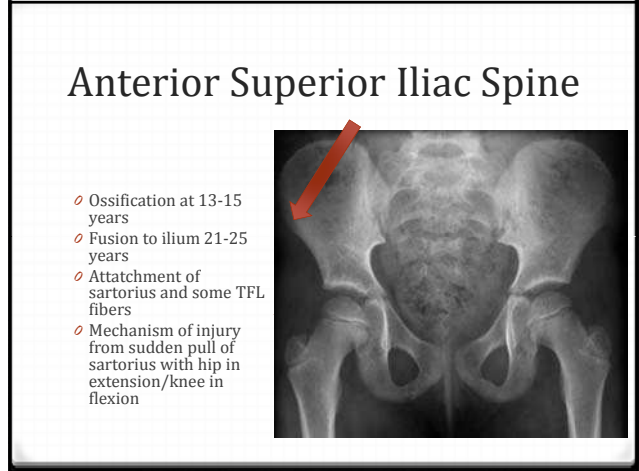 Anterior Superior Iliac Spine
Ossification at 13-15
years
Fusion to ilium 21-25
years
Attatchment of
sartorius and some TFL
fibers
Mechanism of injury
from sudden pull of
sartorius with hip in
extension/knee in
flexion